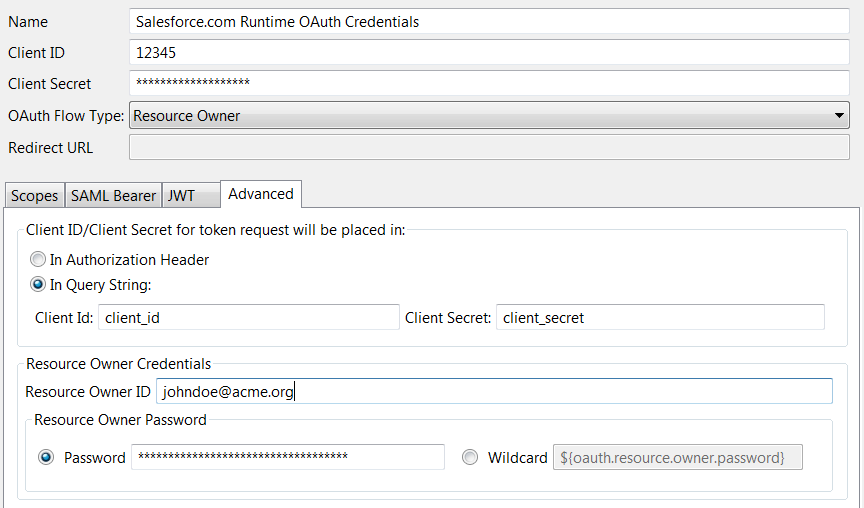 Name Salesforce.com Runtime OAuth Credentials
Client ID 12345
Client Secret *******************
OAuth Flow Type: Resource Owner
Redirect URL
Scopes SAML Bearer JWT Advanced
Client ID/Client Secret for token request will be placed in:
In Authorization Header
In Query String:
Client Id: client_id Client Secret: client_secret
Resource Owner Credentials
Resource Owner ID johndoe@acme.org
Resource Owner Password
Password *********************************** Wildcard ${oauth.resource.owner.password}